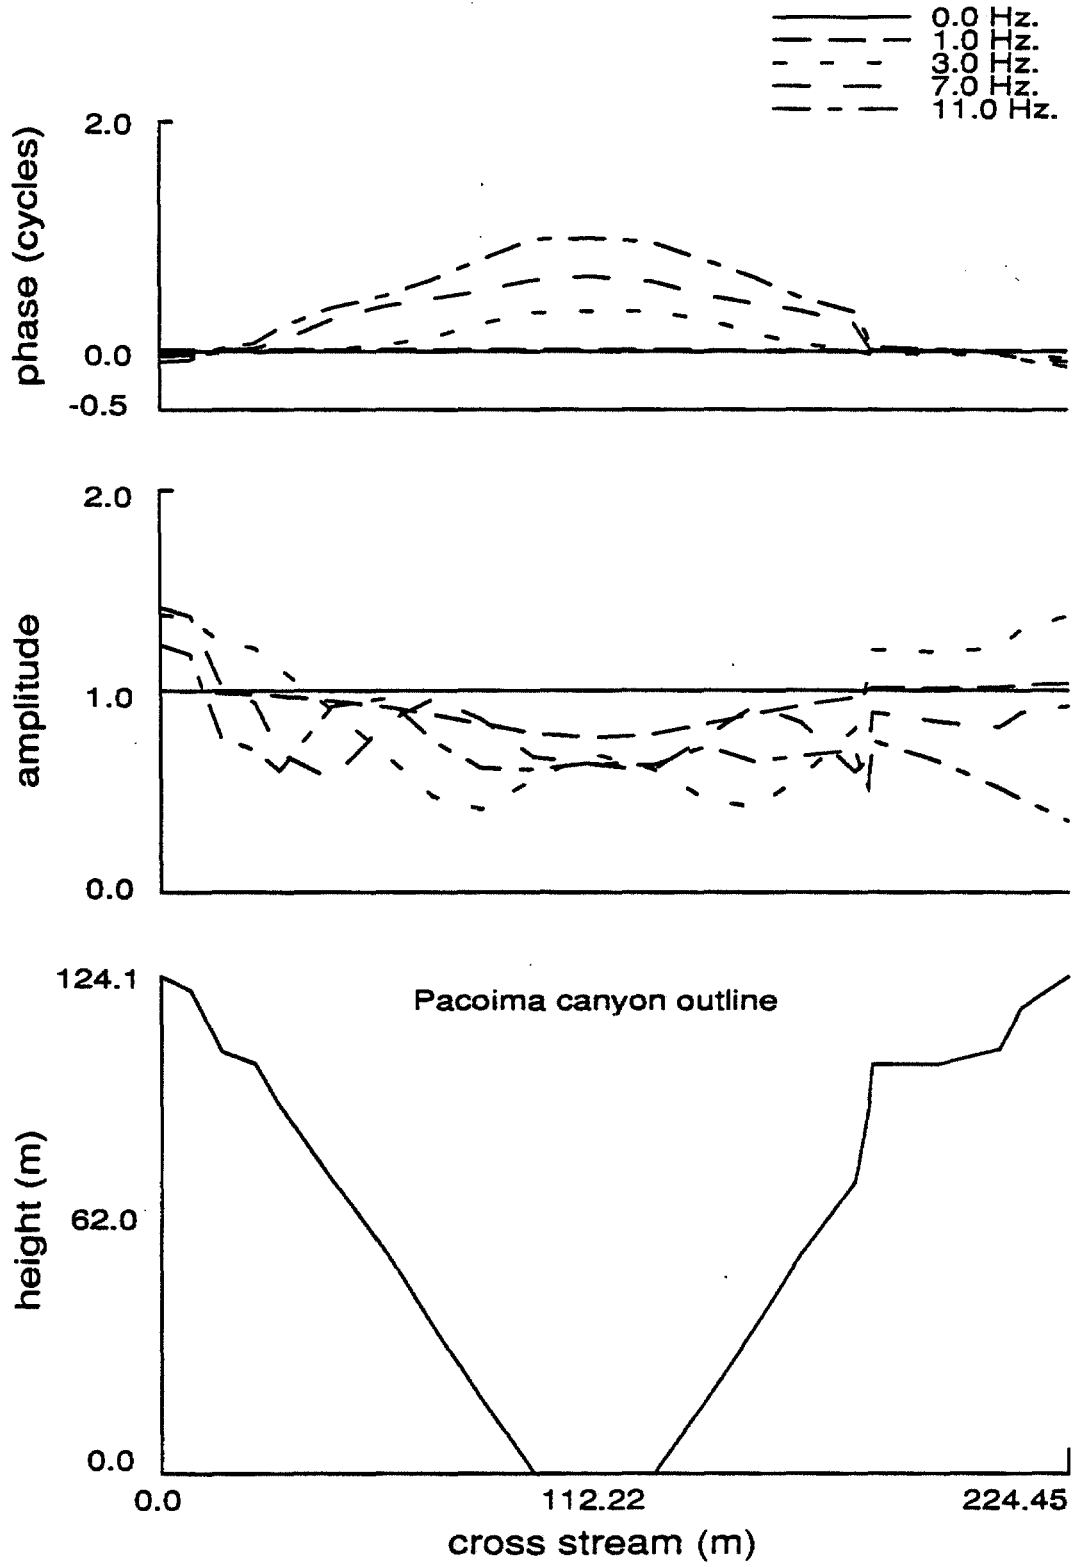 0.0 Hz.
1.0 Hz.
3.0 Hz.
7.0 Hz.
11.0 Hz.
2.0
phase (cycles)
0.0
-0.5
2.0
amplitude
1.0
0.0
124.1
Pacoima canyon outline
height (m)
62.0
0.0
0.0
112.22
224.45
cross stream (m)